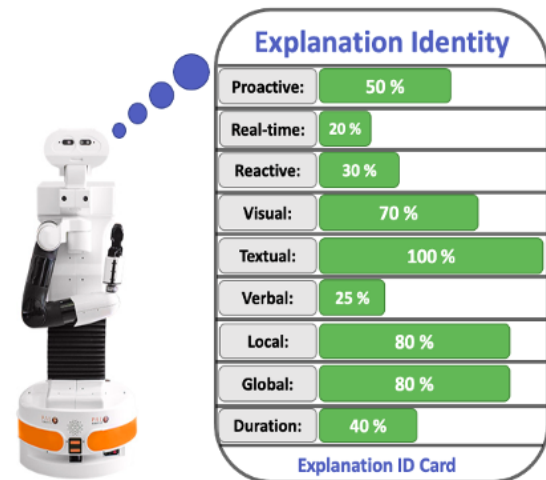 Explanation Identity
Proactive: 50 %
Real-time: 20 %
Reactive: 30 %
Visual: 70 %
Textual: 100 %
Verbal: 25 %
Local: 80 %
Global: 80 %
Duration: 40 %
Explanation ID Card